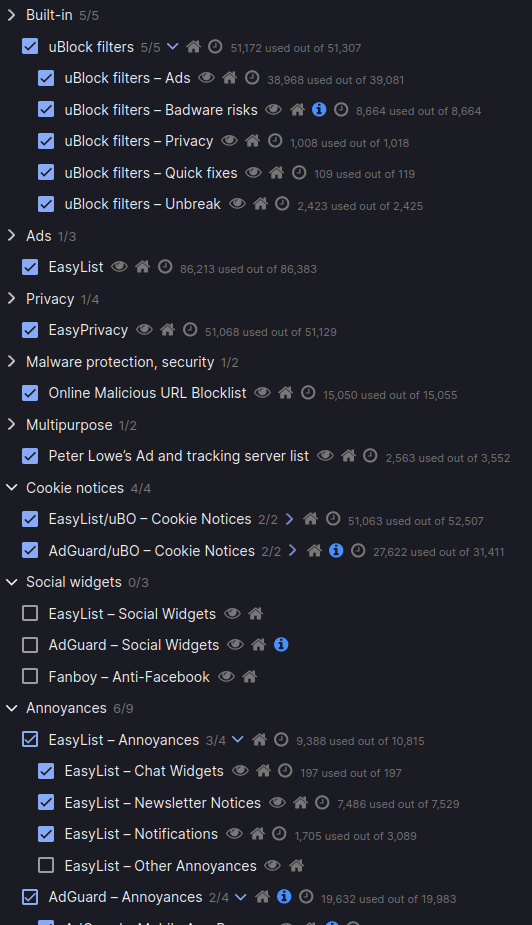 Built-in 5/5
uBlock filters 5/5 51,172 used out of 51,307
uBlock filters – Ads 38,968 used out of 39,081
uBlock filters – Badware risks 8,664 used out of 8,664
uBlock filters – Privacy 1,008 used out of 1,018
uBlock filters – Quick fixes 109 used out of 119
uBlock filters – Unbreak 2,423 used out of 2,425
Ads 1/3
EasyList 86,213 used out of 86,383
Privacy 1/4
EasyPrivacy 51,068 used out of 51,129
Malware protection, security 1/2
Online Malicious URL Blocklist 15,050 used out of 15,055
Multipurpose 1/2
Peter Lowe’s Ad and tracking server list 2,563 used out of 3,552
Cookie notices 4/4
EasyList/uBO – Cookie Notices 2/2 51,063 used out of 52,507
AdGuard/uBO – Cookie Notices 2/2 27,622 used out of 31,411
Social widgets 0/3
EasyList – Social Widgets
AdGuard – Social Widgets
Fanboy – Anti-Facebook
Annoyances 6/9
EasyList – Annoyances 3/4 9,388 used out of 10,815
EasyList – Chat Widgets 197 used out of 197
EasyList – Newsletter Notices 7,486 used out of 7,529
EasyList – Notifications 1,705 used out of 3,089
EasyList – Other Annoyances
AdGuard – Annoyances 2/4 19,632 used out of 19,983